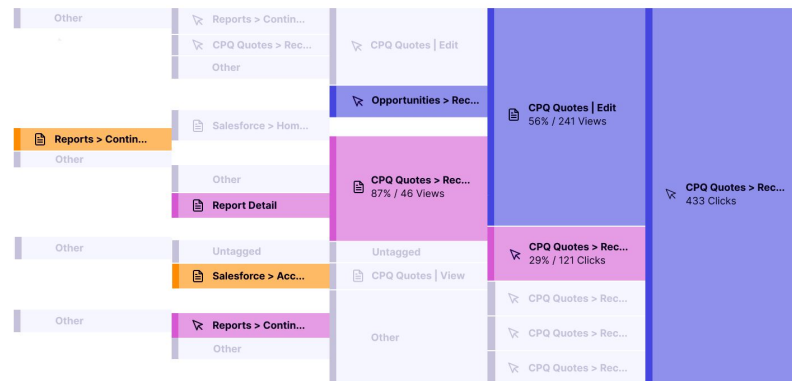 Other
Reports > Contin...
Other
Other
Other
Reports > Contin...
CPQ Quotes > Rec...
Other
Salesforce > Hom...
Other
Report Detail
Untagged
Salesforce > Acc...
Reports > Contin...
Other
CPQ Quotes | Edit
Opportunities > Rec...
CPQ Quotes > Rec...
87% / 46 Views
Untagged
CPQ Quotes | View
Other
CPQ Quotes | Edit
56% / 241 Views
CPQ Quotes > Rec...
29% / 121 Clicks
CPQ Quotes > Rec...
CPQ Quotes > Rec...
CPQ Quotes > Rec...
CPQ Quotes > Rec...
433 Clicks